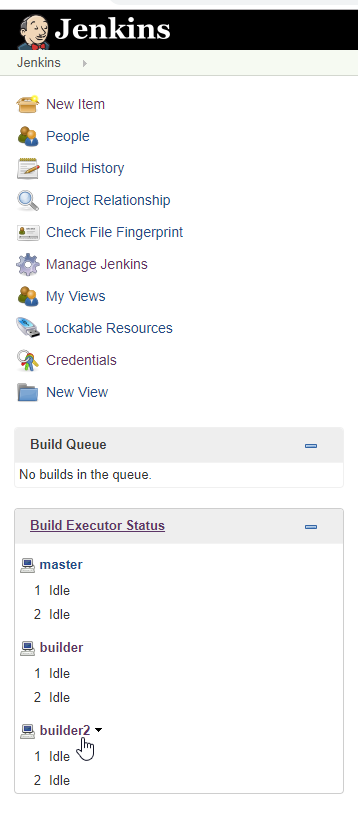 Jenkins
Jenkins
New Item
People
Build History
Project Relationship
Check File Fingerprint
Manage Jenkins
My Views
Lockable Resources
Credentials
New View
Build Queue
No builds in the queue.
Build Executor Status
master
1 Idle
2 Idle
builder
1 Idle
2 Idle
builder2
1 Idle
2 Idle